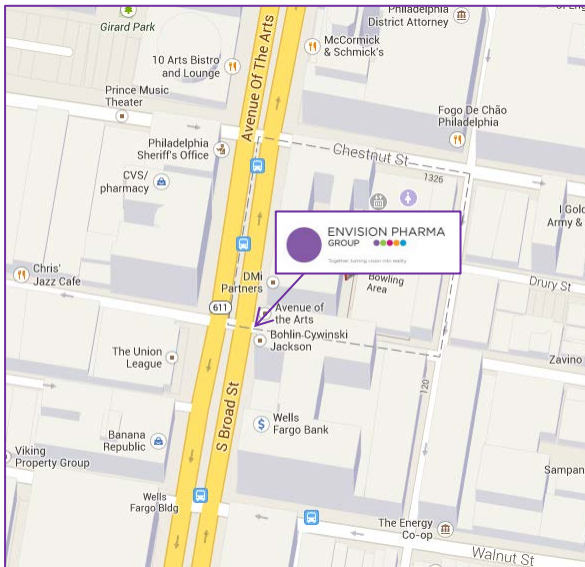 Philadelphia
District Attorney
Girard Park
McCormick
& Schmick's
10 Arts Bistro
and Lounge
Avenue Of The Arts
Prince Music
Theater
Fogo De Chão
Philadelphia
Philadelphia
Sheriff's Office
Chestnut St
1326
CVS/
pharmacy
I Gold
Army &
ENVISION PHARMA
GROUP
Together, turning vision into reality
Chris'
Jazz Cafe
DMi
Partners
Bowling
Area
Drury St
611
Avenue of
the Arts
Bohlin Cywinski
Jackson
The Union
League
Zavino
120
S Broad St
Wells
Fargo Bank
Banana
Republic
Viking
Property Group
Sampan
Wells
Fargo Bldg
The Energy
Co-op
Walnut St